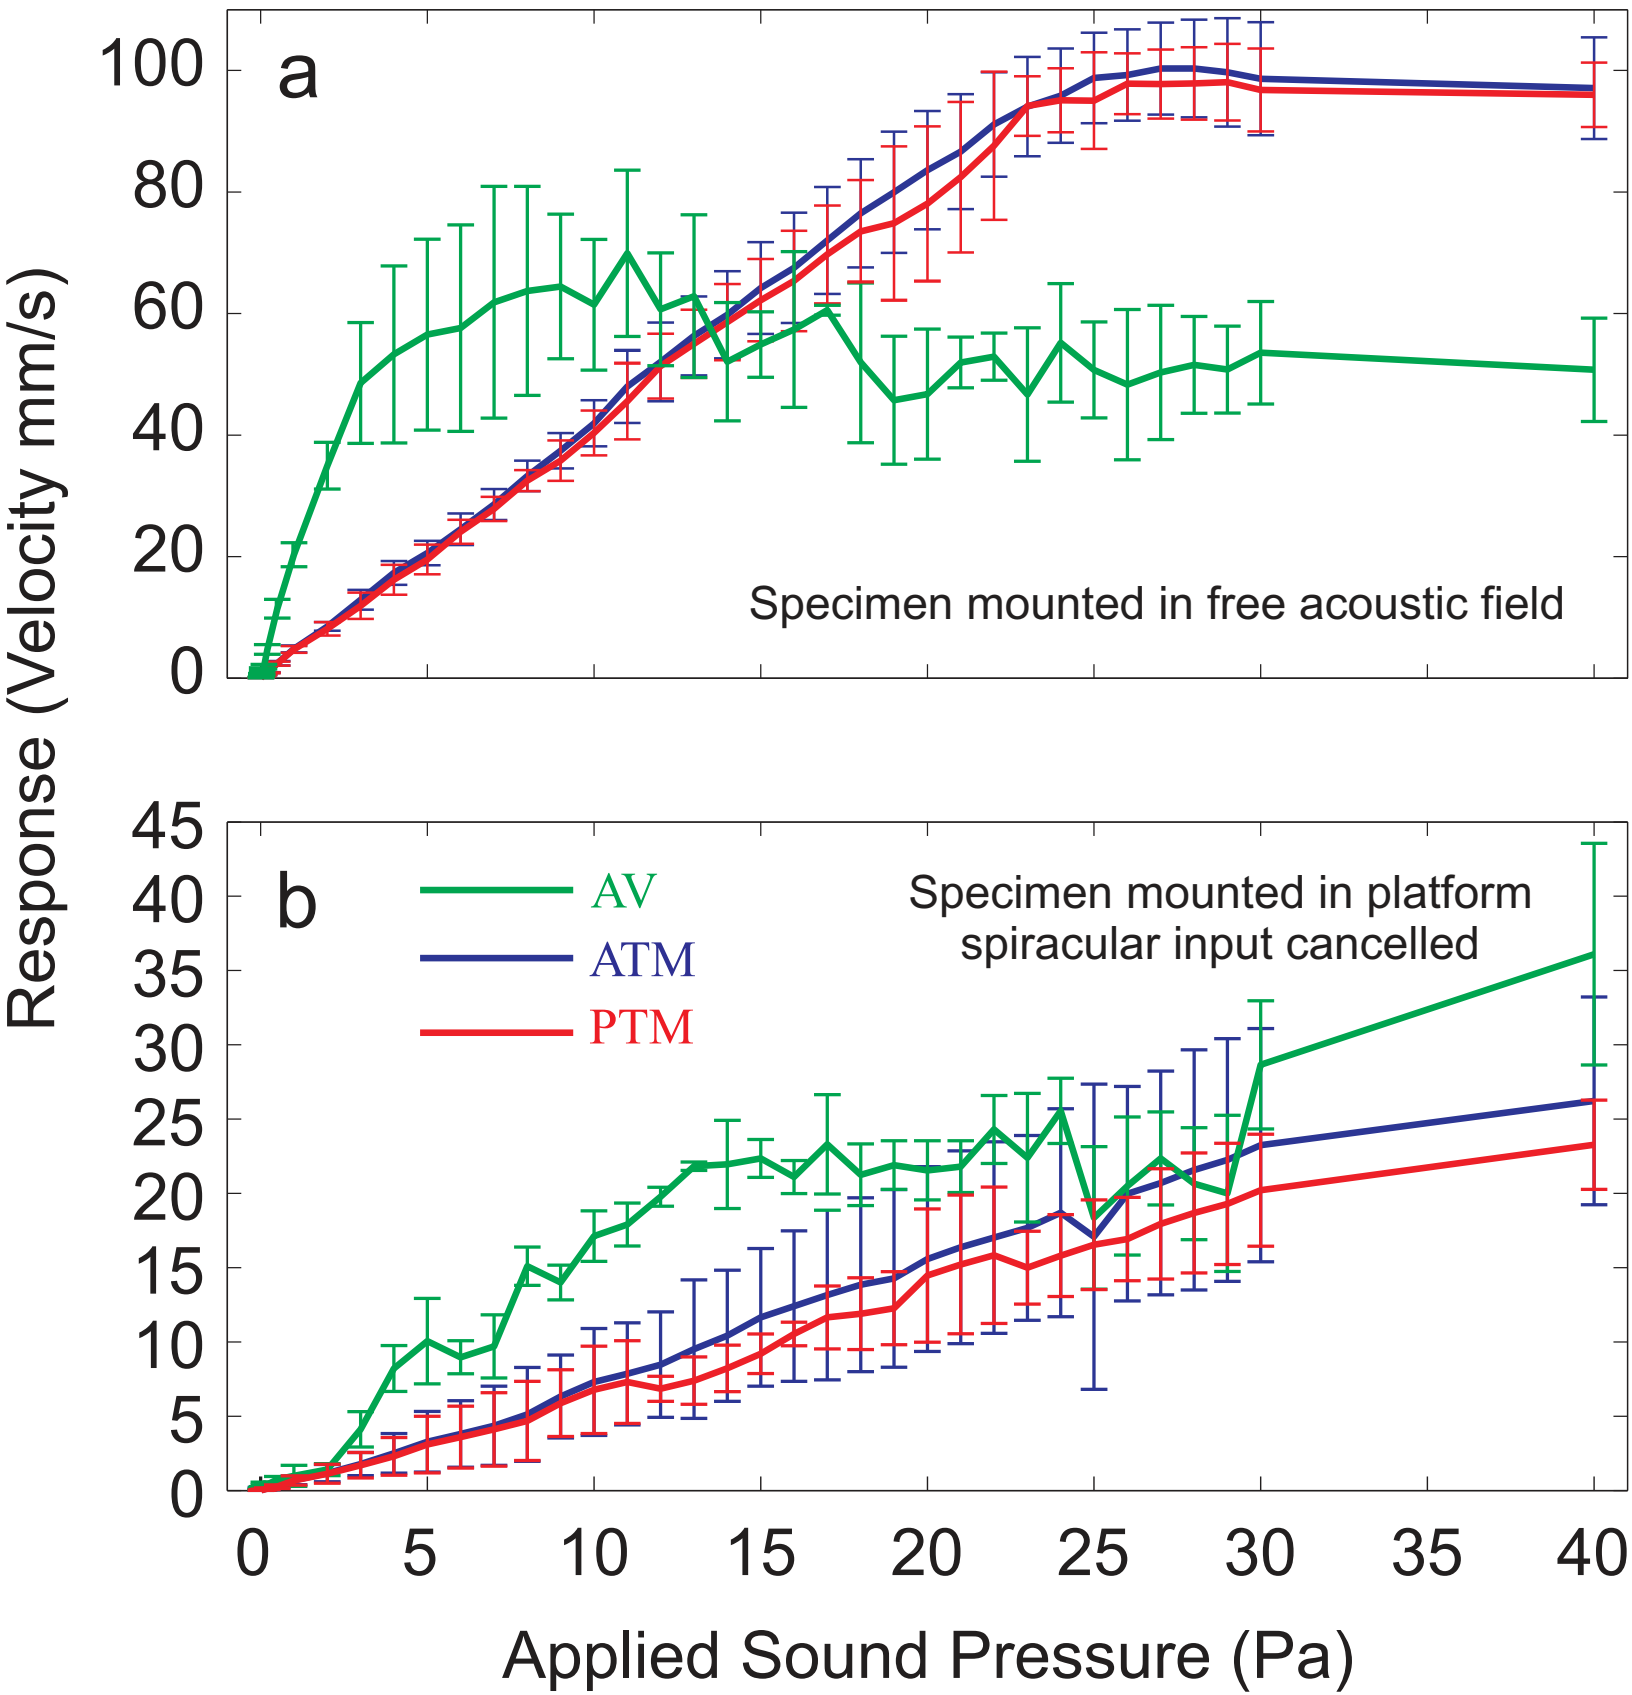 Response (Velocity mm/s)
a
100
80
60
40
20
0
Specimen mounted in free acoustic field
b
45
40
35
30
25
20
15
10
5
0
AV
ATM
PTM
Specimen mounted in platform
spiracular input cancelled
0 5 10 15 20 25 30 35 40
Applied Sound Pressure (Pa)